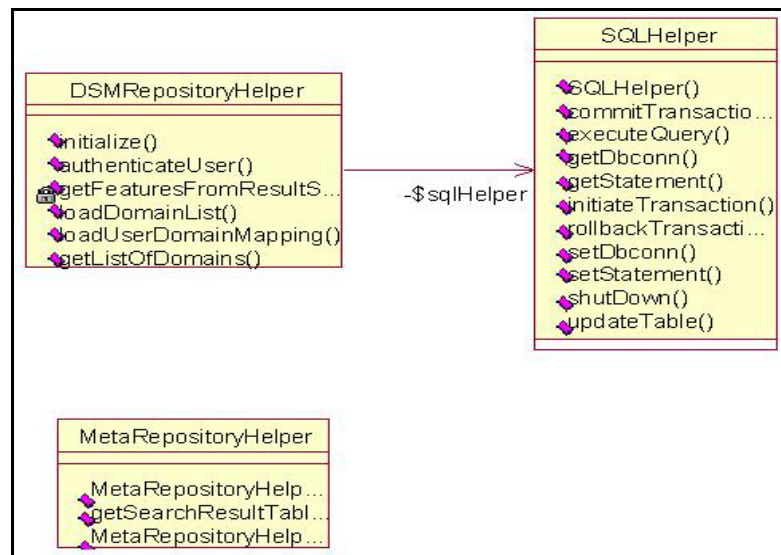 DSMRepositoryHelper
initialize()
authenticateUser()
getFeaturesFromResultS...
loadDomainList()
loadUserDomainMapping()
getListOfDomains()
-$sqlHelper
SQLHelper
SQLHelper()
commitTransactio...
executeQuery()
getDbconn()
getStatement()
initiateTransaction()
rollbackTransacti...
setDbconn()
setStatement()
shutDown()
updateTable()
MetaRepositoryHelper
MetaRepositoryHelp...
getSearchResultTabl...
MetaRepositoryHelp...